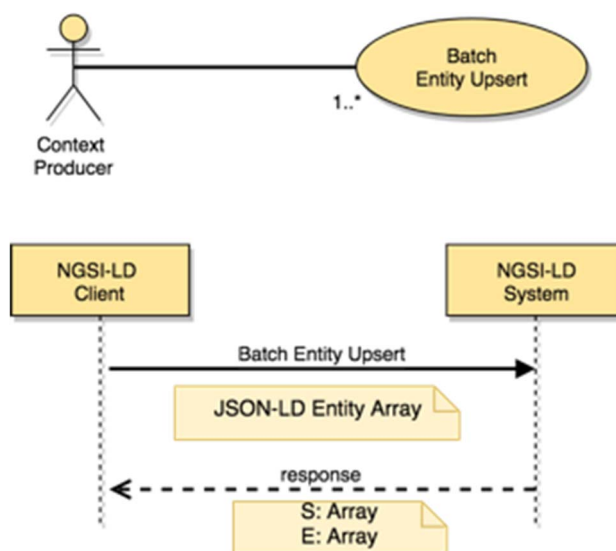 Batch
Entity Upsert
1..*
Context
Producer
NGSI-LD
Client
NGSI-LD
System
Batch Entity Upsert
JSON-LD Entity Array
response
S: Array
E: Array